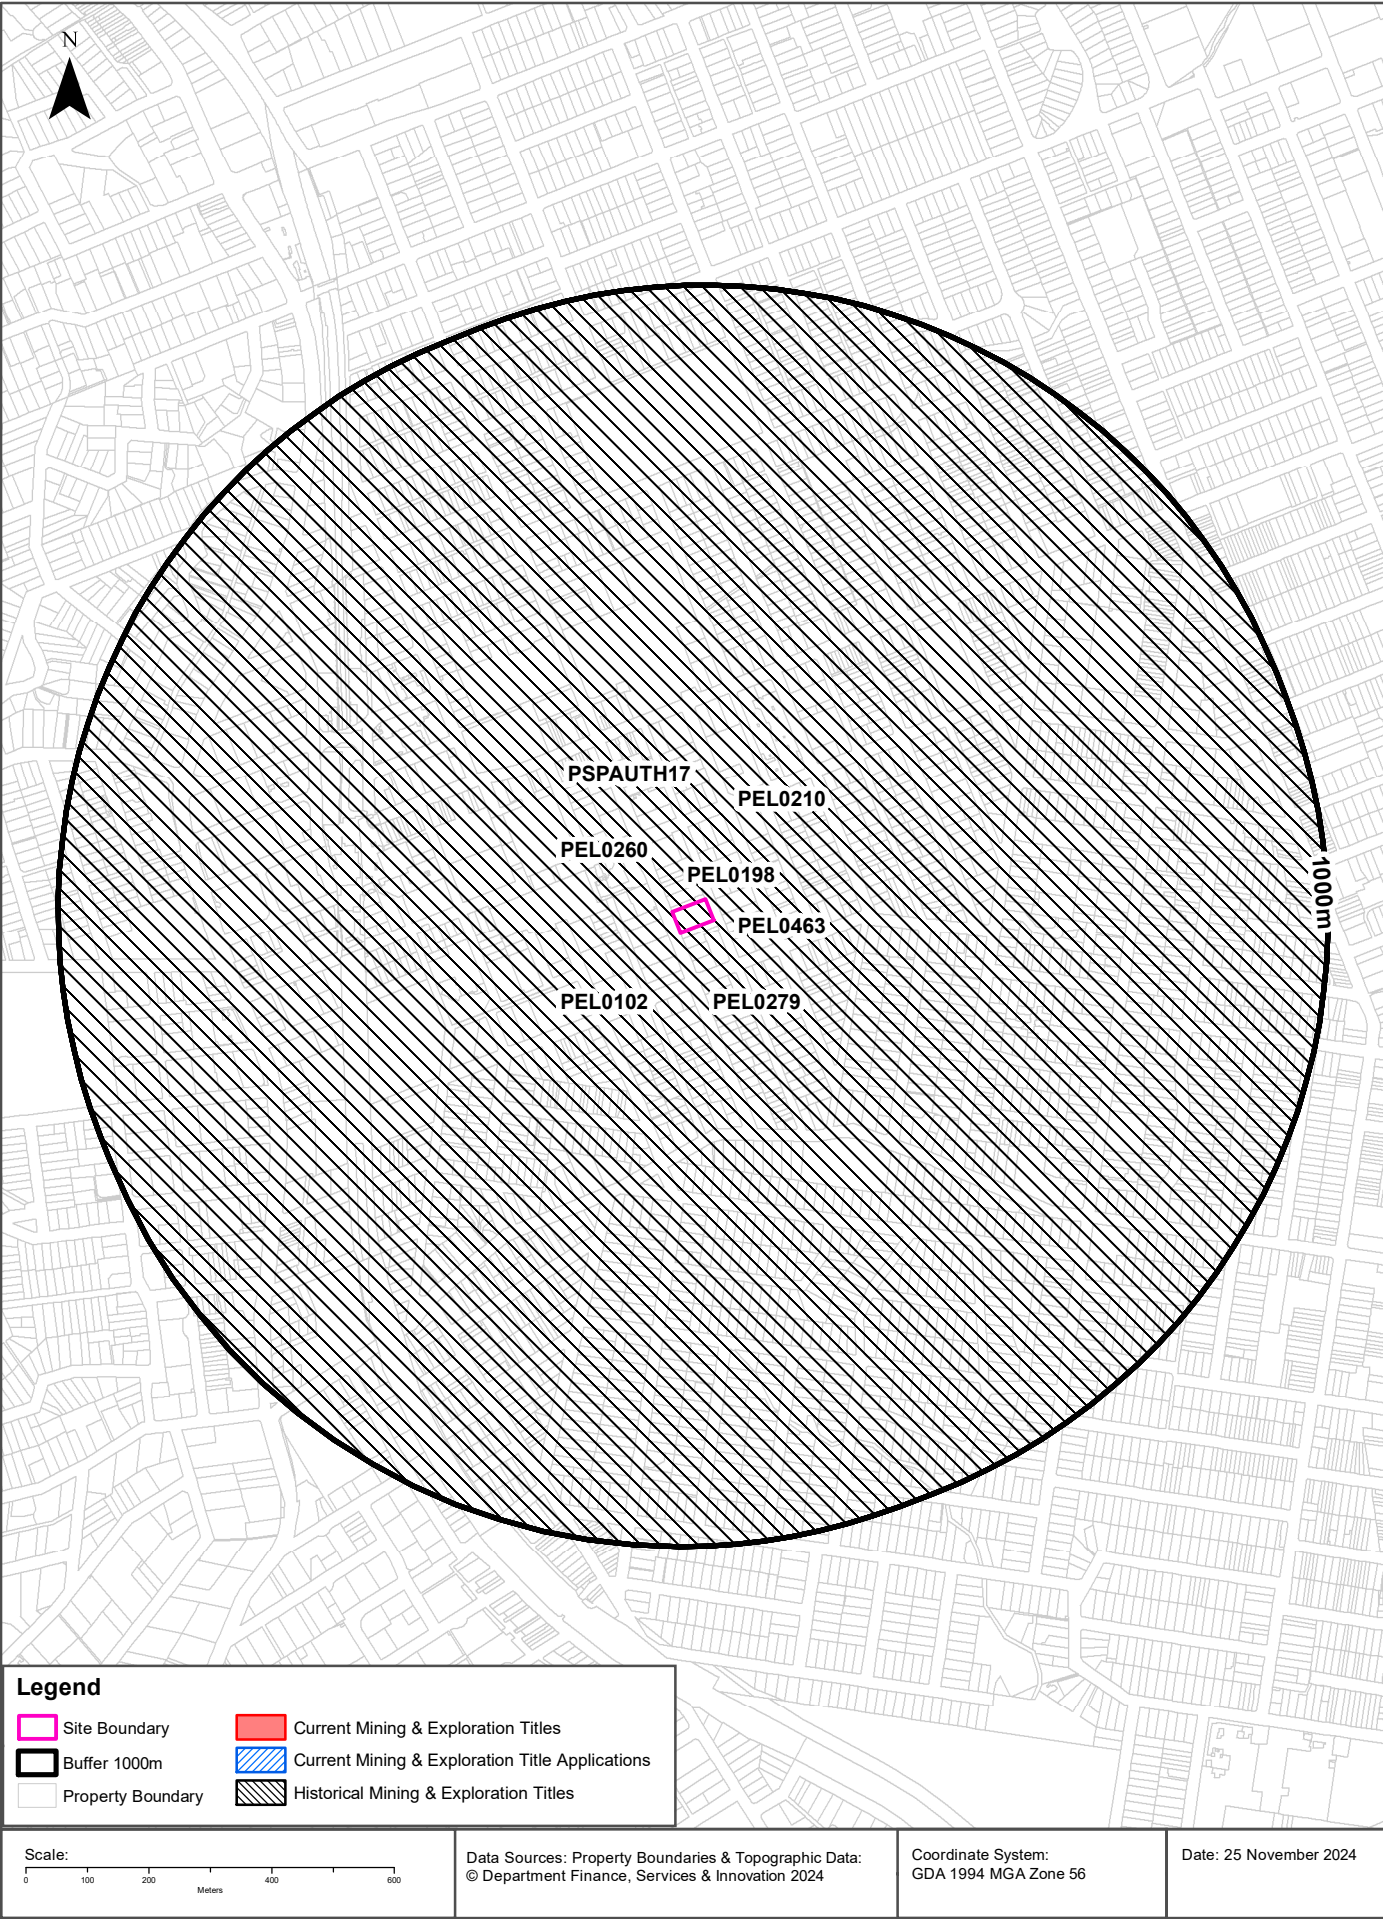 N
PSPAUTH17
PEL0210
PEL0260
PEL0198
1000m
PEL0463
PEL0102
PEL0279
Legend
Site Boundary
Buffer 1000m
Property Boundary
Current Mining & Exploration Titles
Current Mining & Exploration Title Applications
Historical Mining & Exploration Titles
Scale:
0 100 200 400 600
Meters
Data Sources: Property Boundaries & Topographic Data:
© Department Finance, Services & Innovation 2024
Coordinate System:
GDA 1994 MGA Zone 56
Date: 25 November 2024